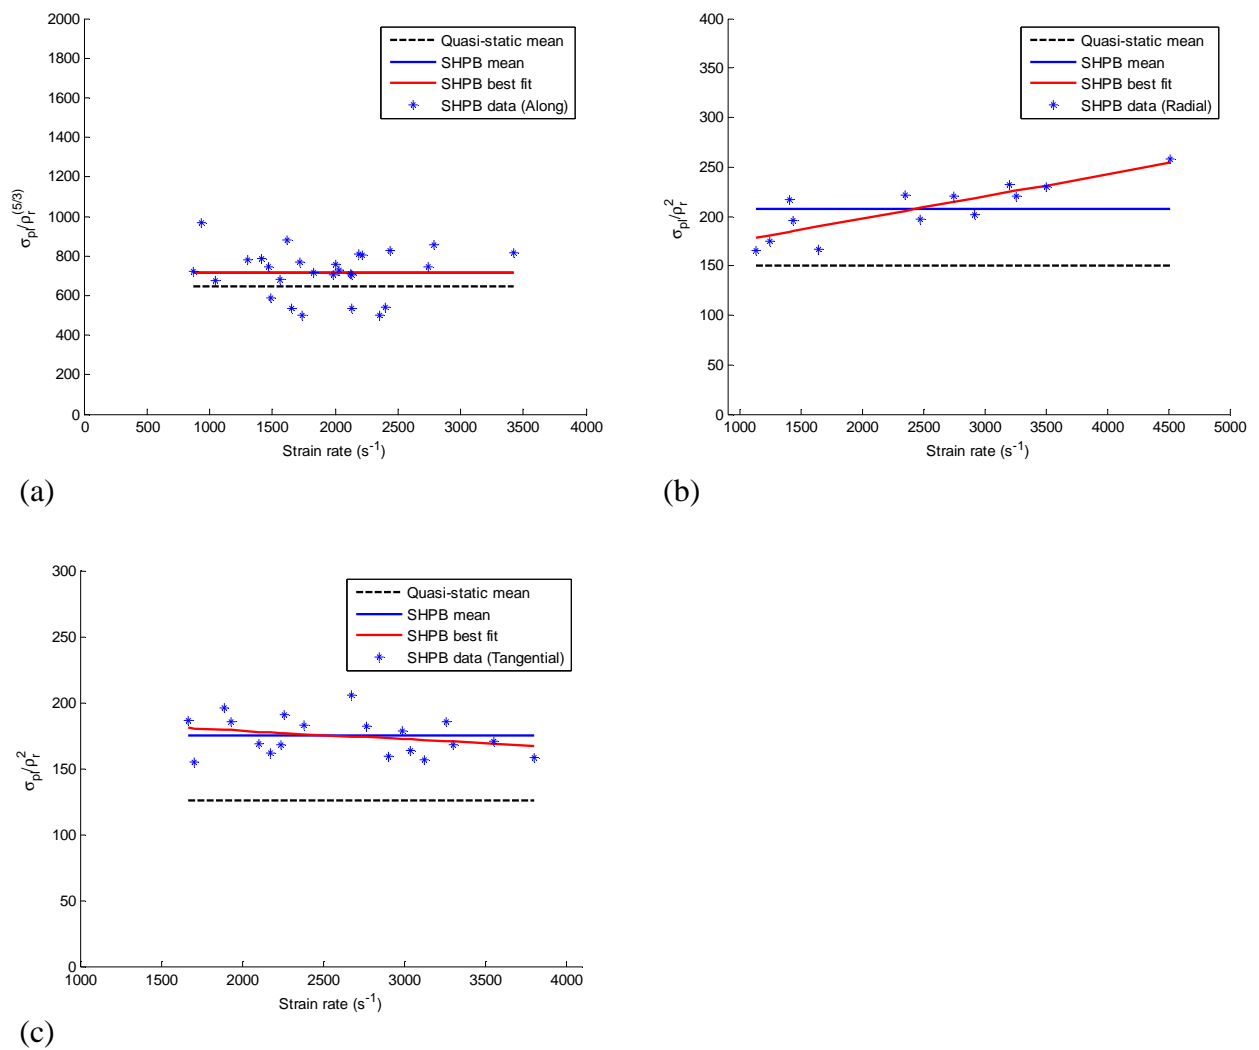 2000
1800
1600
1400
1200
1000
800
600
400
200
0
σpl/ρr(5/3)
Quasi-static mean
SHPB mean
SHPB best fit
SHPB data (Along)
0 500 1000 1500 2000 2500 3000 3500 4000
Strain rate (s-1)
(a)
400
350
300
250
200
150
100
50
0
σpl/ρr2
Quasi-static mean
SHPB mean
SHPB best fit
SHPB data (Radial)
1000 1500 2000 2500 3000 3500 4000 4500 5000
Strain rate (s-1)
(b)
300
250
200
150
100
50
0
σpl/ρr2
Quasi-static mean
SHPB mean
SHPB best fit
SHPB data (Tangential)
1000 1500 2000 2500 3000 3500 4000
Strain rate (s-1)
(c)